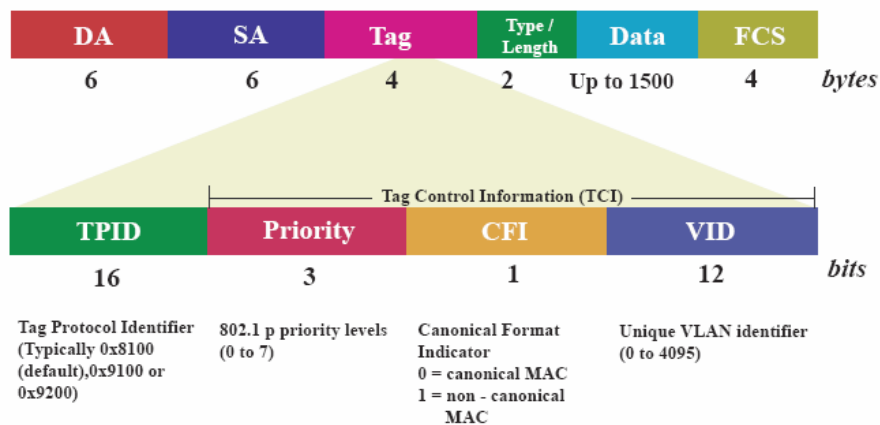 DA SA Tag Type / Length Data FCS
6 6 4 2 Up to 1500 4 bytes
Tag Control Information (TCI)
TPID Priority CFI VID
16 3 1 12 bits
Tag Protocol Identifier
(Typically 0x8100
(default),0x9100 or
0x9200)
802.1 p priority levels
(0 to 7)
Canonical Format
Indicator
0 = canonical MAC
1 = non - canonical
MAC
Unique VLAN identifier
(0 to 4095)